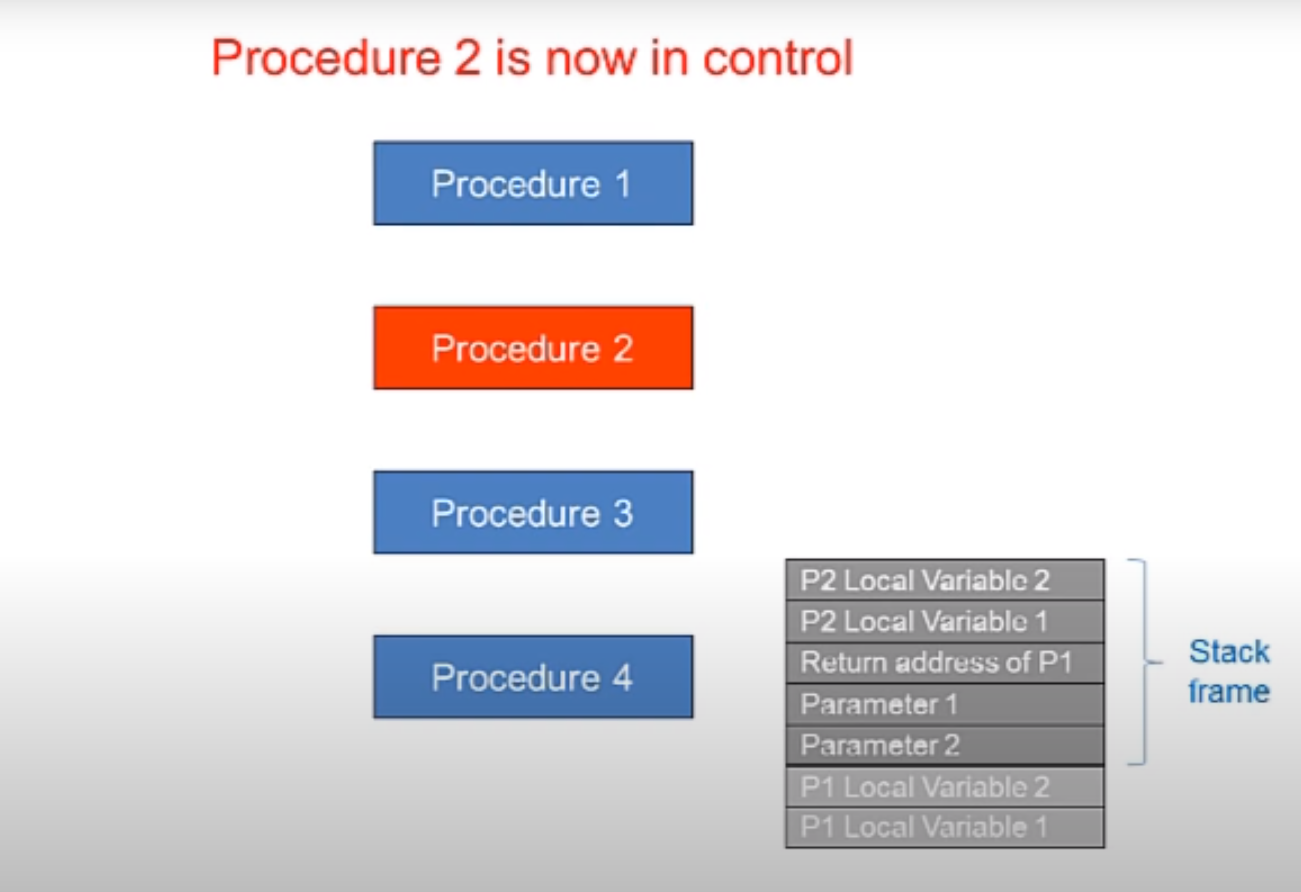 Procedure 2 is now in control
Procedure 1
Procedure 2
Procedure 3
Procedure 4
P2 Local Variable 2
P2 Local Variable 1
Return address of P1
Parameter 1
Parameter 2
P1 Local Variable 2
P1 Local Variable 1
Stack
frame